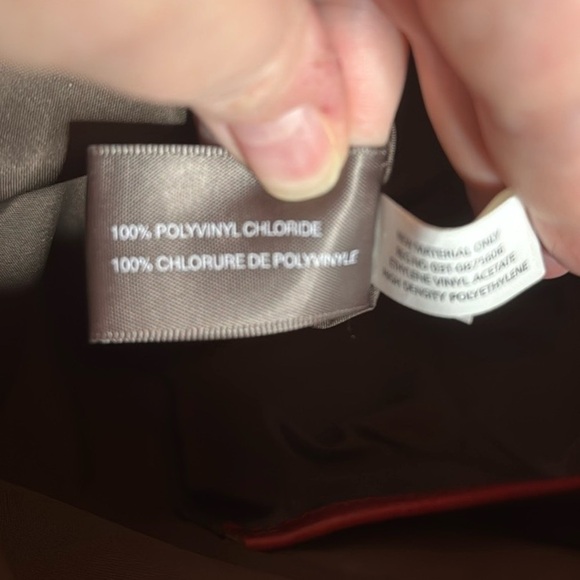 100% POLYVINYL CHLORIDE
100% CHLORURE DE POLYVINYLE
MATERIAL ONLY
VINYL ACETATE
HIGH DENSITY POLYETHYLENE